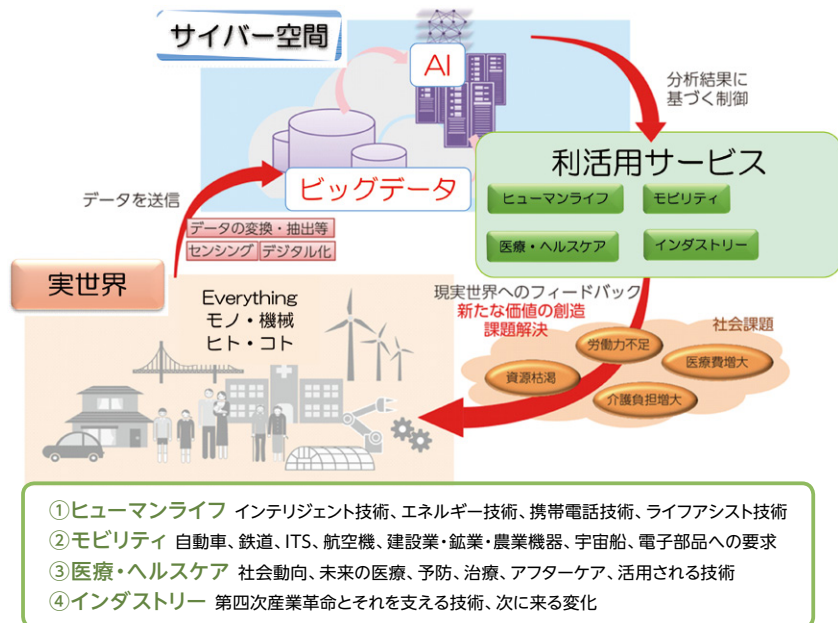 サイバー空間
AI
分析結果に
基づく制御
利活用サービス
ヒューマンライフ
モビリティ
医療・ヘルスケア
インダストリー
ビッグデータ
データを送信
データの変換・抽出等
センシング
デジタル化
実世界
Everything
モノ・機械
ヒト・コト
現実世界へのフィードバック
新たな価値の創造
課題解決
社会課題
労働力不足
医療費増大
資源枯渇
介護負担増大
①ヒューマンライフ インテリジェント技術、エネルギー技術、携帯電話技術、ライフアシスト技術
②モビリティ 自動車、鉄道、ITS、航空機、建設業・鉱業・農業機器、宇宙船、電子部品への要求
③医療・ヘルスケア 社会動向、未来の医療、予防、治療、アフターケア、活用される技術
④インダストリー 第四次産業革命とそれを支える技術、次に来る変化